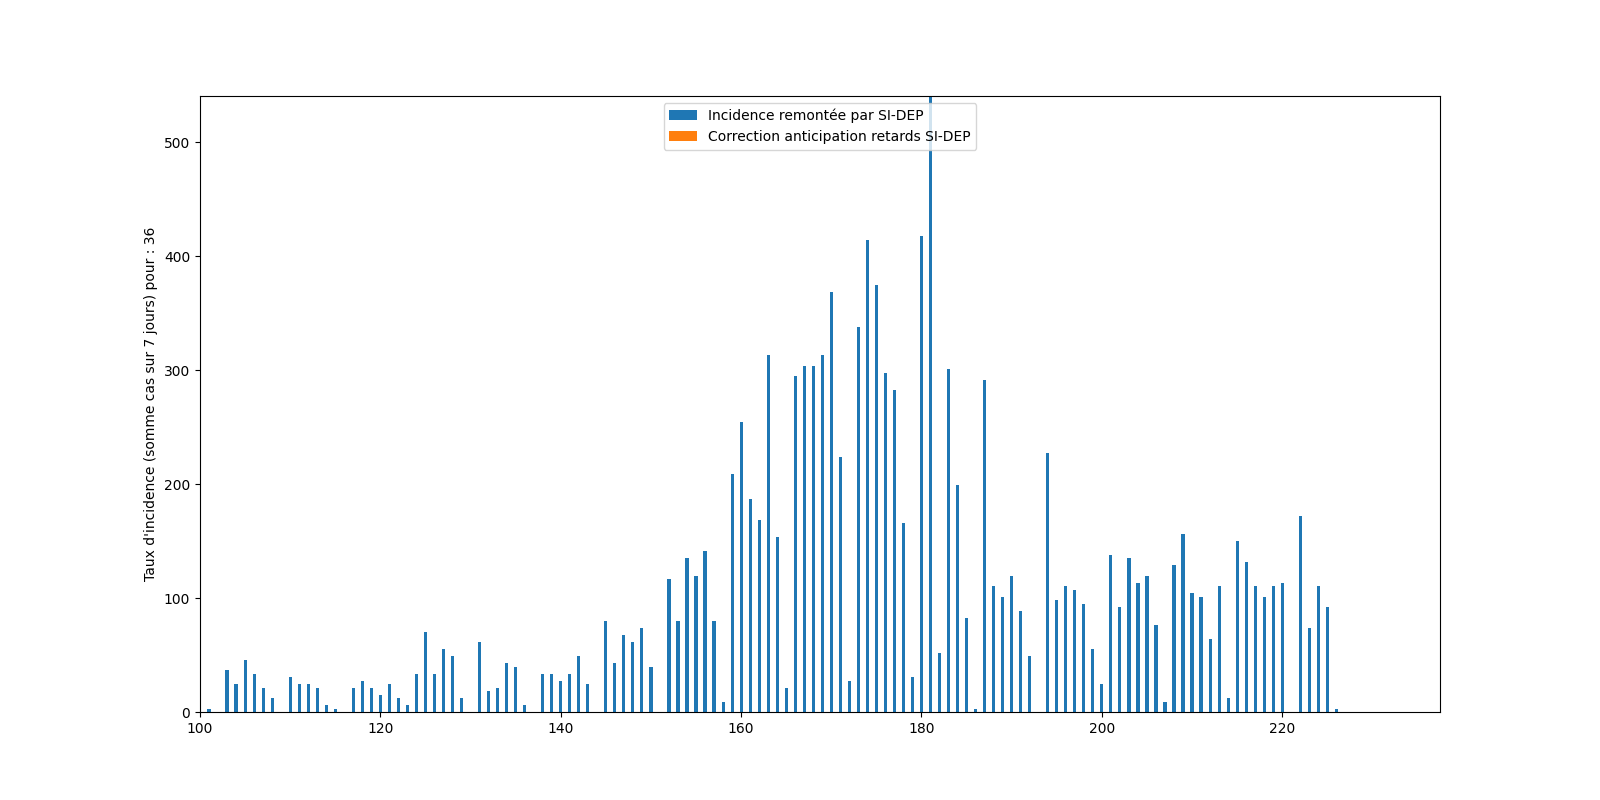 Incidence remontée par SI-DEP
Correction anticipation retards SI-DEP
Taux d'incidence (somme cas sur 7 jours) pour : 36
500
400
300
200
100
0
100 120 140 160 180 200 220